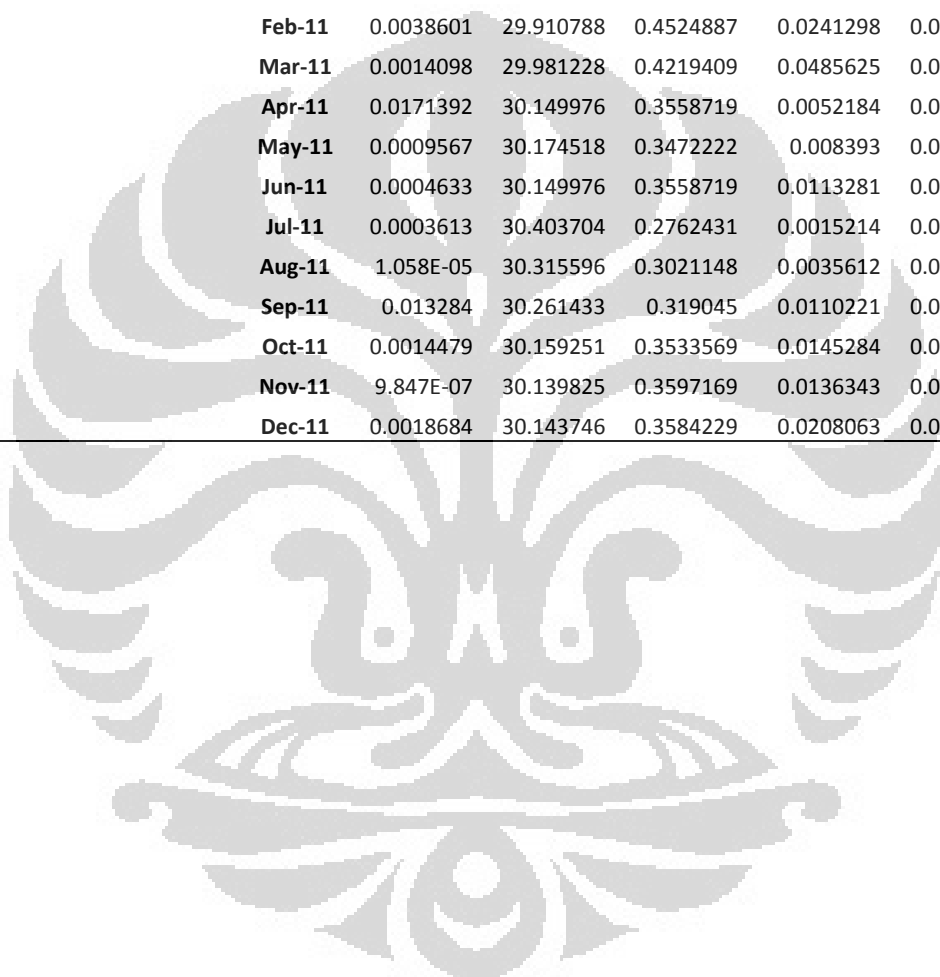 Feb-11 0.0038601 29.910788 0.4524887 0.0241298 0.0
Mar-11 0.0014098 29.981228 0.4219409 0.0485625 0.0
Apr-11 0.0171392 30.149976 0.3558719 0.0052184 0.0
May-11 0.0009567 30.174518 0.3472222 0.008393 0.0
Jun-11 0.0004633 30.149976 0.3558719 0.0113281 0.0
Jul-11 0.0003613 30.403704 0.2762431 0.0015214 0.0
Aug-11 1.058E-05 30.315596 0.3021148 0.0035612 0.0
Sep-11 0.013284 30.261433 0.319045 0.0110221 0.0
Oct-11 0.0014479 30.159251 0.3533569 0.0145284 0.0
Nov-11 9.847E-07 30.139825 0.3597169 0.0136343 0.0
Dec-11 0.0018684 30.143746 0.3584229 0.0208063 0.0